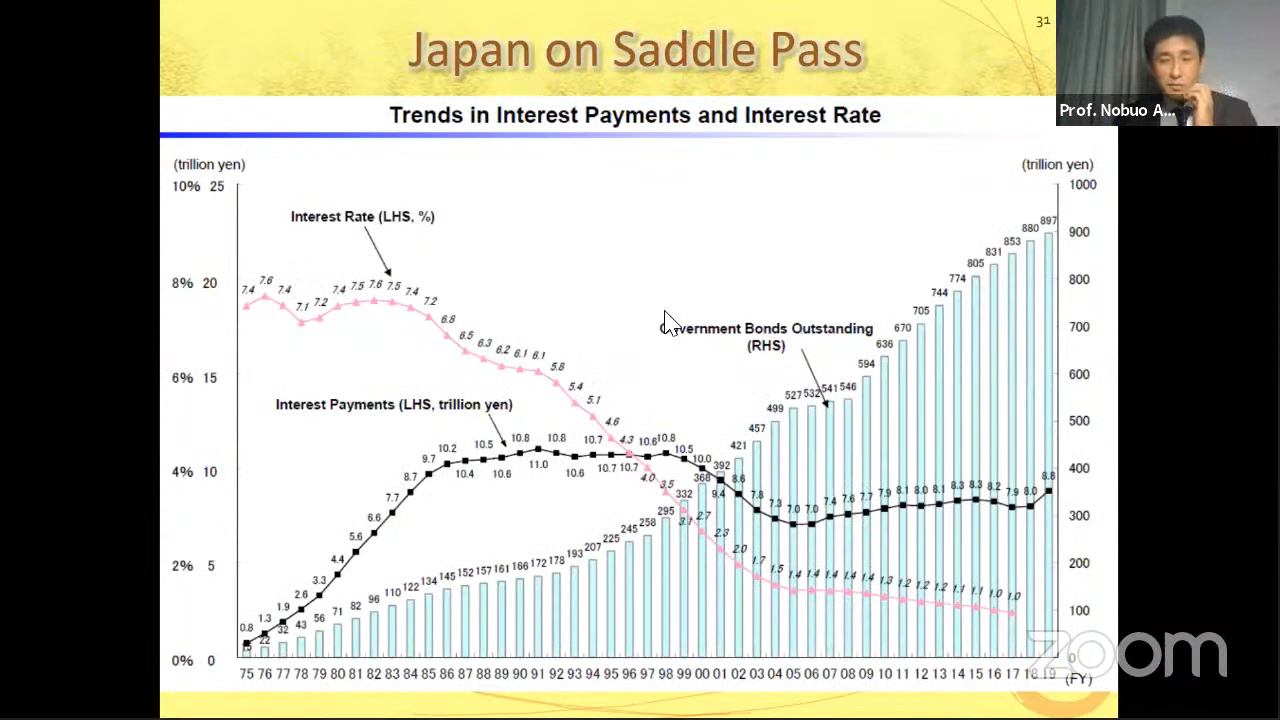 31
Japan on Saddle Pass
Prof. Nobuo A...
Trends in Interest Payments and Interest Rate
(trillion yen)
(trillion yen)
10% 25
1000
Interest Rate (LHS, %)
900
8% 20
800
700
Government Bonds Outstanding
(RHS)
6% 15
600
Interest Payments (LHS, trillion yen)
500
4% 10
400
300
2% 5
200
100
0% 0
0
7.4 7.6 7.4 7.1 7.2 7.4 7.5 7.6 7.5 7.4 7.2 6.8 6.5 6.3 6.2 6.1 6.1 5.8 5.4 5.1 4.6 4.3 4.0 3.5 3.1 2.7 2.3 2.0 1.7 1.5 1.4 1.4 1.4 1.4 1.4 1.3 1.2 1.2 1.2 1.1 1.1 1.0 1.0
0.8 1.3 1.9 2.6 3.3 4.4 5.6 6.6 7.7 8.7 9.7 10.2 10.4 10.5 10.6 10.8 11.0 10.8 10.6 10.7 10.7 10.7 10.6 10.8 10.5 10.0 9.4 8.6 7.8 7.3 7.0 7.0 7.4 7.6 7.7 7.9 8.1 8.0 8.1 8.3 8.3 8.2 7.9 8.0 8.8
15 22 32 43 56 71 82 96 110 122 134 145 152 157 161 166 172 178 193 207 225 245 258 295 332 368 392 421 457 499 527 532 541 546 594 636 670 705 744 774 805 831 853 880 897
75 76 77 78 79 80 81 82 83 84 85 86 87 88 89 90 91 92 93 94 95 96 97 98 99 00 01 02 03 04 05 06 07 08 09 10 11 12 13 14 15 16 17 18 19
(FY)
zoom